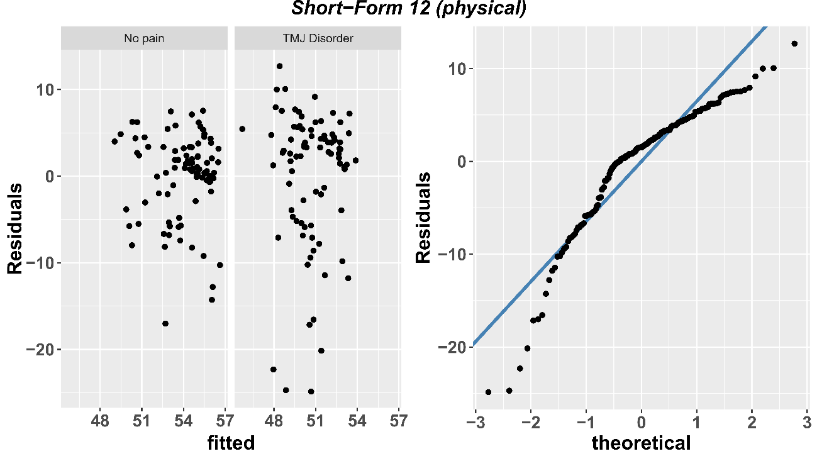 Short−Form 12 (physical)
No pain
TMJ Disorder
Residuals
10
0
−10
−20
48 51 54 57
48 51 54 57
fitted
Residuals
10
0
−10
−20
−3 −2 −1 0 1 2 3
theoretical